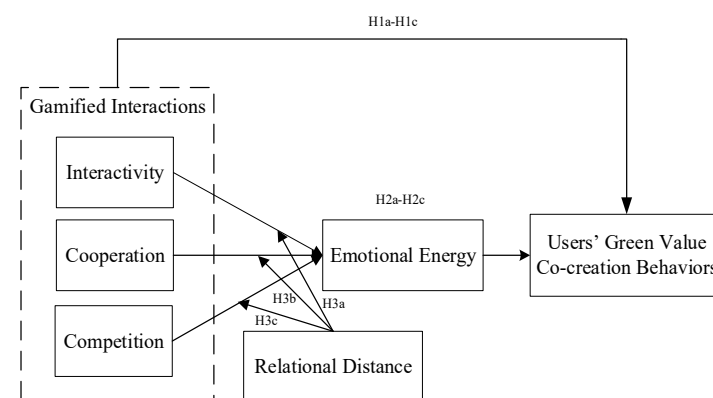 H1a-H1c
Gamified Interactions
Interactivity
H2a-H2c
Cooperation
Emotional Energy
Users’ Green Value
Co-creation Behaviors
H3b
H3a
H3c
Competition
Relational Distance